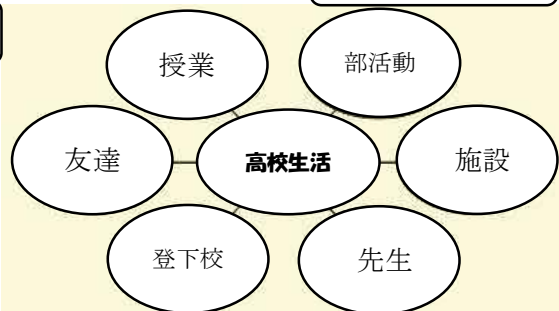 授業
部活動
友達
高校生活
施設
登下校
先生